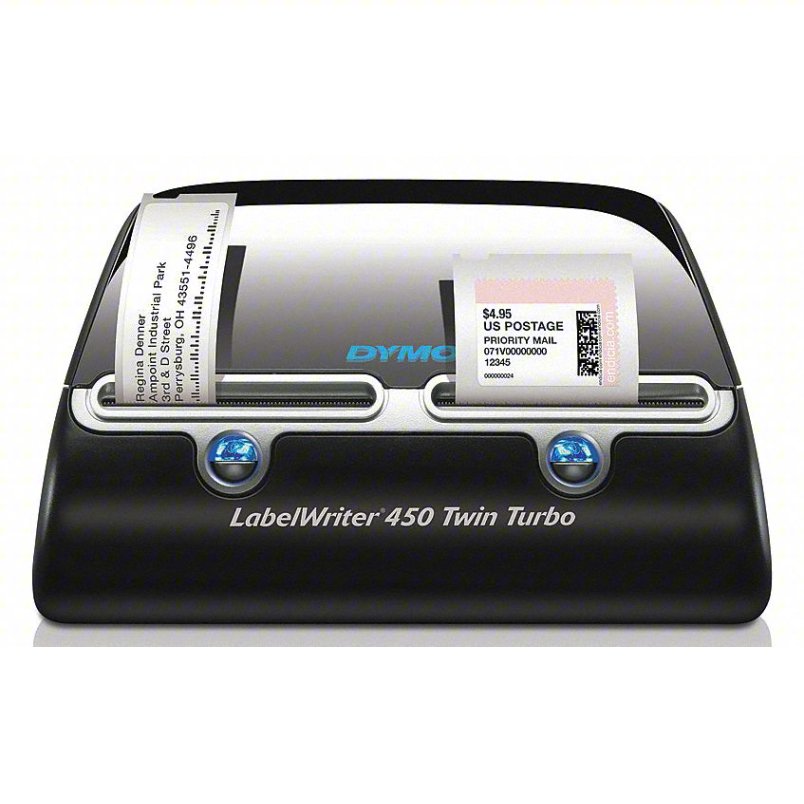 Regina Denner
Ampoint Industrial Park
3rd & D Street
Perrysburg, OH 43551-4496
$4.95
US POSTAGE
PRIORITY MAIL
071V00000000
12345
000000024
endicia.com
DYMO
LabelWriter® 450 Twin Turbo